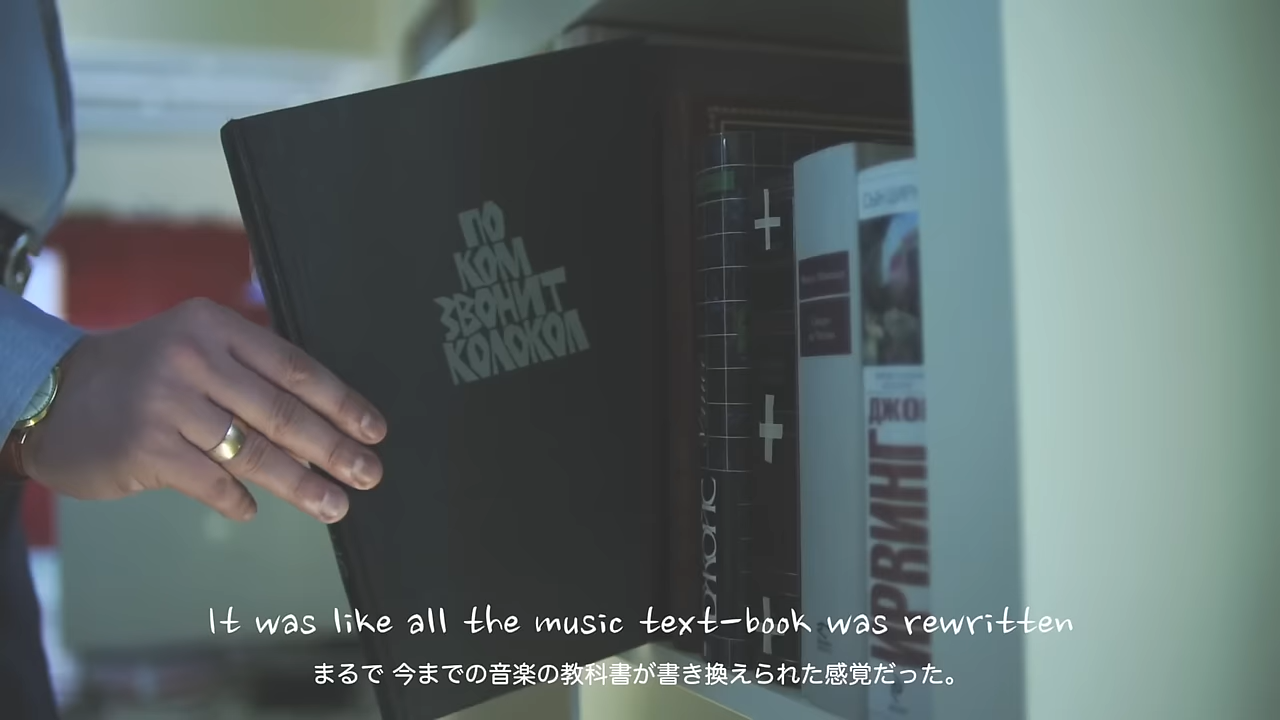 ПО
КОМ
ЗВОНИТ
КОЛОКОЛ
ДЖОЙС
ДЖОН
ИРВИНГ
It was like all the music text-book was rewritten
まるで 今までの音楽の教科書が書き換えられた感覚だった。